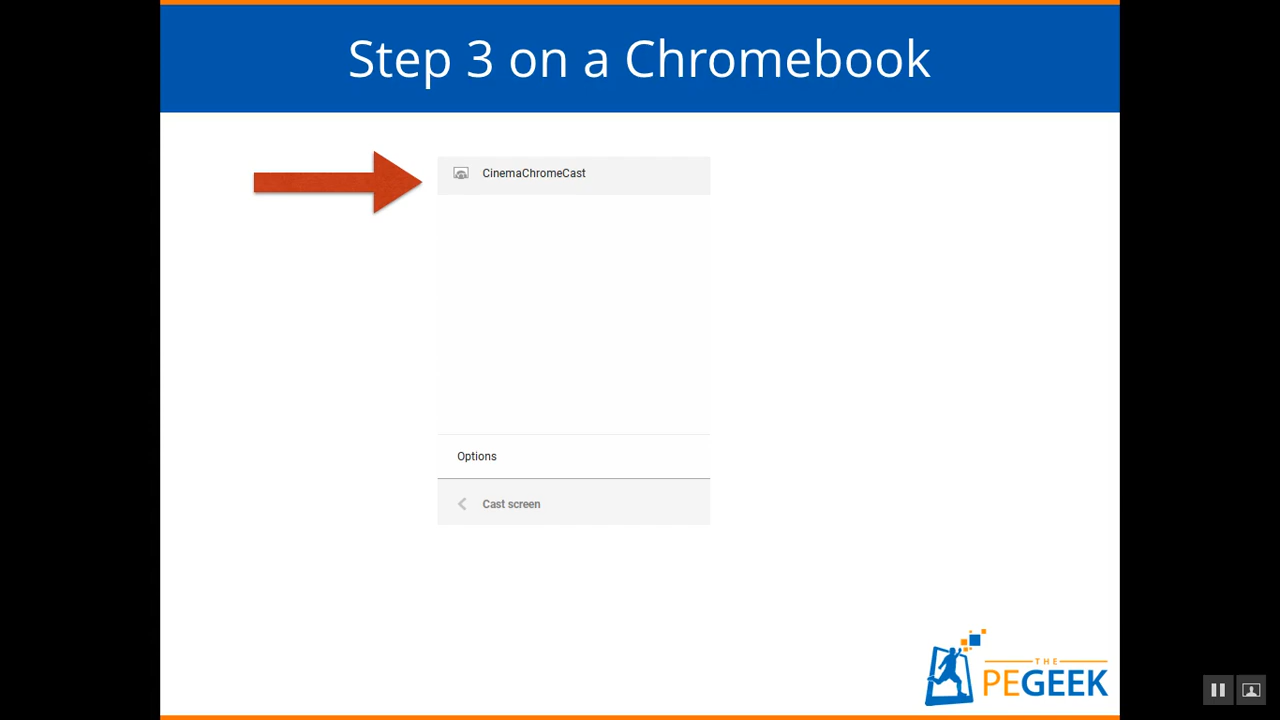 Step 3 on a Chromebook
CinemaChromeCast
Options
Cast screen
THE
PEGEEK